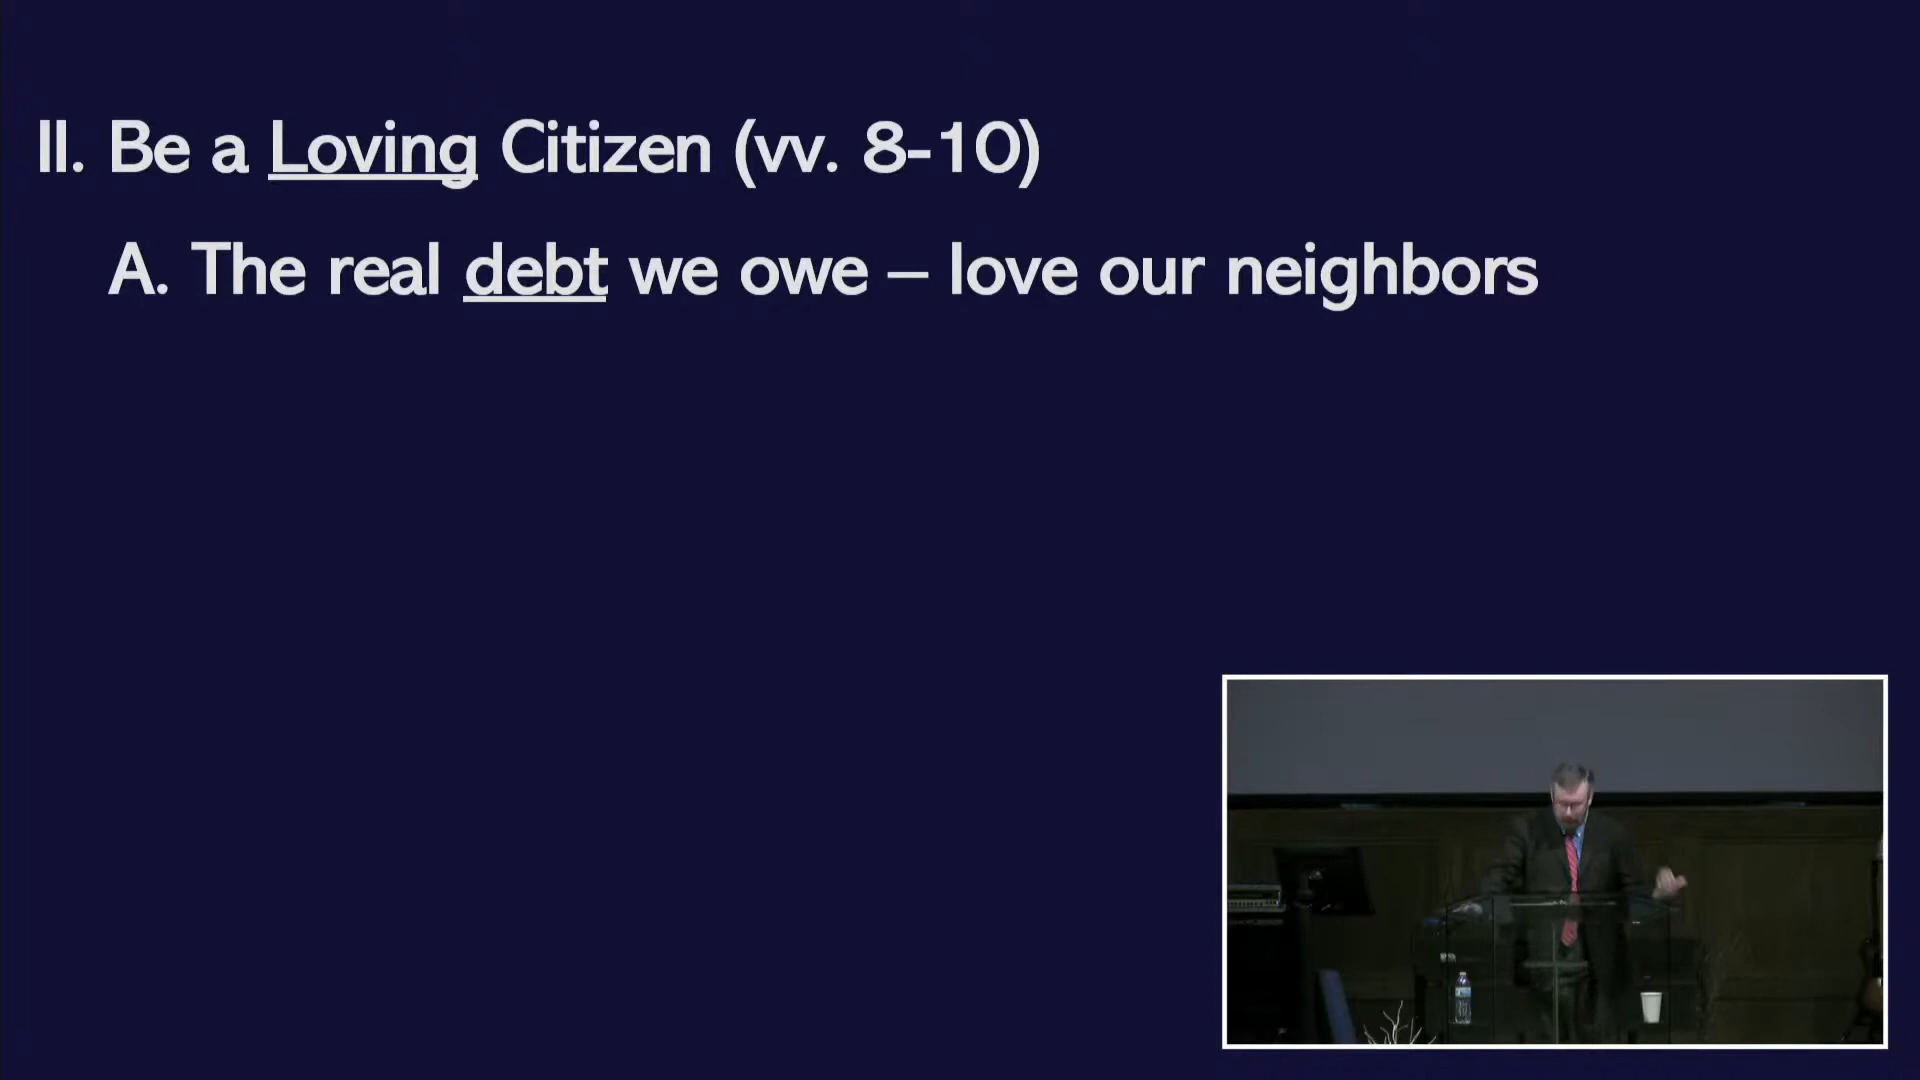 II. Be a Loving Citizen (vv. 8-10)
A. The real debt we owe – love our neighbors